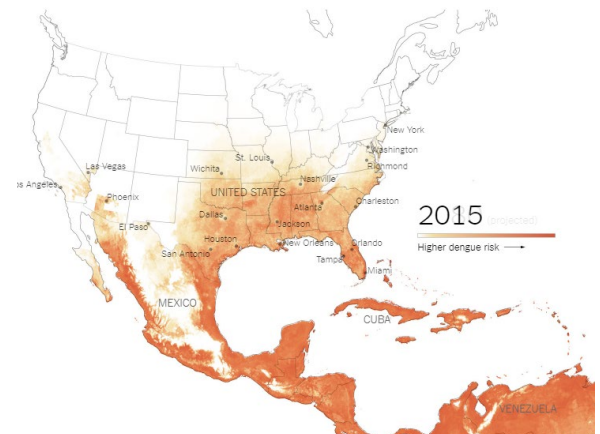 New York
Washington
St. Louis
Richmond
Las Vegas
Wichita
os Angeles
Nashville
UNITED STATES
Phoenix
Charleston
Atlanta
Dallas
2015 (projected)
Jackson
El Paso
Houston
New Orleans
Orlando
Higher dengue risk
San Antonio
Tampa
Miami
MEXICO
CUBA
VENEZUELA